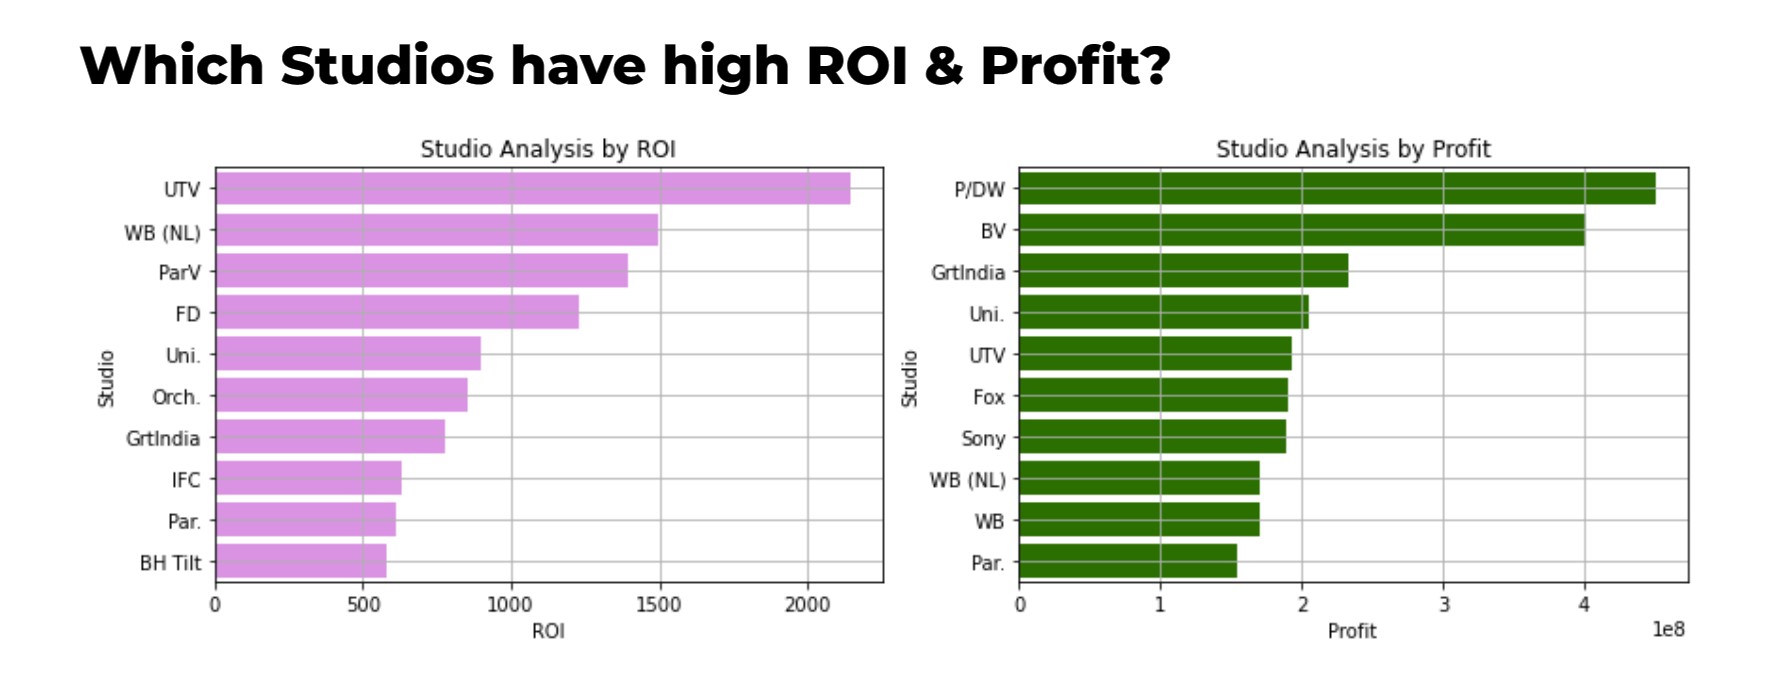 Which Studios have high ROI & Profit?
Studio Analysis by ROI
Studio
UTV
WB (NL)
ParV
FD
Uni.
Orch.
GrtIndia
IFC
Par.
BH Tilt
0 500 1000 1500 2000
ROI
Studio Analysis by Profit
Studio
P/DW
BV
GrtIndia
Uni.
UTV
Fox
Sony
WB (NL)
WB
Par.
0 1 2 3 4
1e8
Profit